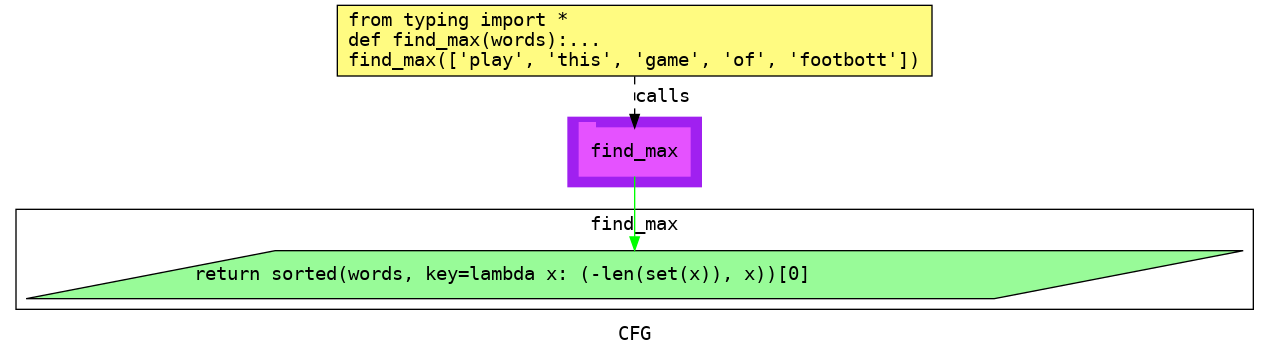 from typing import *
def find_max(words):...
find_max(['play', 'this', 'game', 'of', 'footbott'])
calls
find_max
find_max
return sorted(words, key=lambda x: (-len(set(x)), x))[0]
CFG